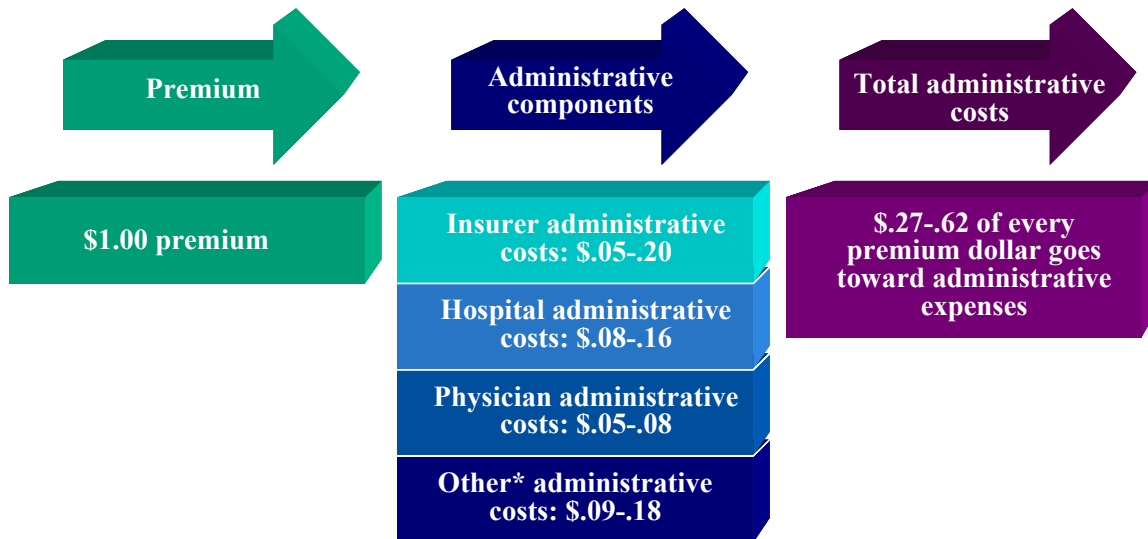 Premium
Administrative
components
Total administrative
costs
$1.00 premium
Insurer administrative
costs: $.05-.20
Hospital administrative
costs: $.08-.16
Physician administrative
costs: $.05-.08
Other* administrative
costs: $.09-.18
$.27-.62 of every
premium dollar goes
toward administrative
expenses